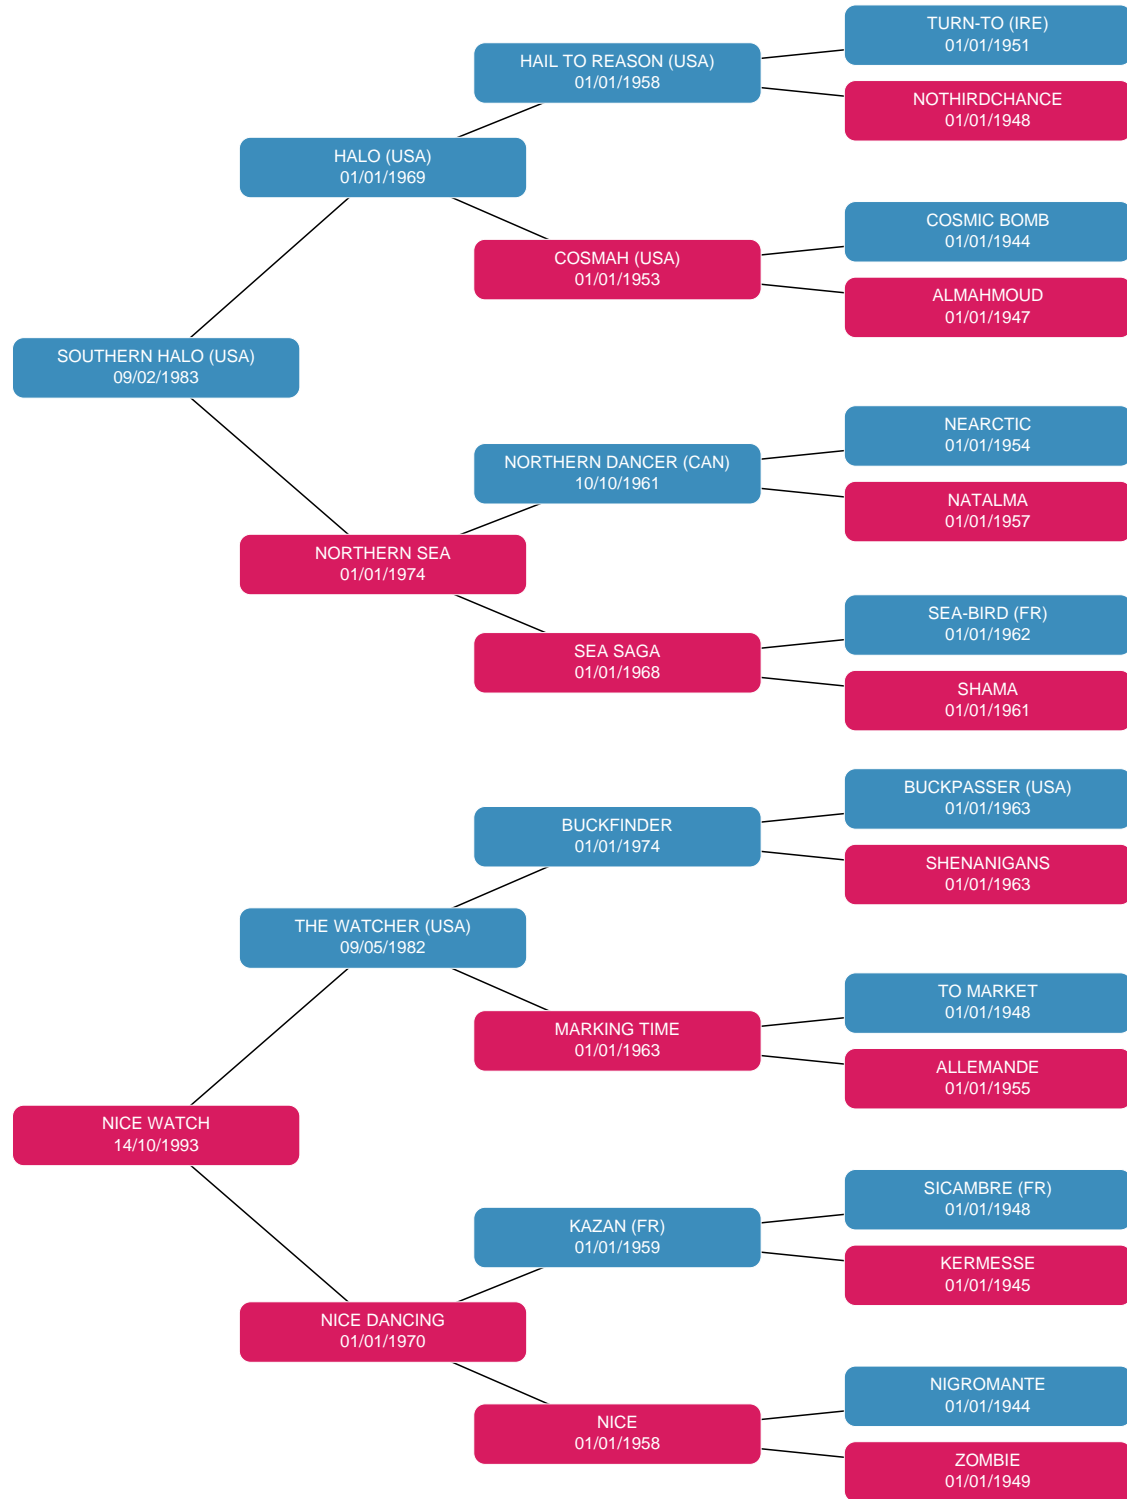 TURN-TO (IRE)
01/01/1951
HAIL TO REASON (USA)
01/01/1958
NOTHIRDCHANCE
01/01/1948
HALO (USA)
01/01/1969
COSMIC BOMB
01/01/1944
COSMAH (USA)
01/01/1953
ALMAHMOUD
01/01/1947
SOUTHERN HALO (USA)
09/02/1983
NEARCTIC
01/01/1954
NORTHERN DANCER (CAN)
10/10/1961
NATALMA
01/01/1957
NORTHERN SEA
01/01/1974
SEA-BIRD (FR)
01/01/1962
SEA SAGA
01/01/1968
SHAMA
01/01/1961
BUCKPASSER (USA)
01/01/1963
BUCKFINDER
01/01/1974
SHENANIGANS
01/01/1963
THE WATCHER (USA)
09/05/1982
TO MARKET
01/01/1948
MARKING TIME
01/01/1963
ALLEMANDE
01/01/1955
NICE WATCH
14/10/1993
SICAMBRE (FR)
01/01/1948
KAZAN (FR)
01/01/1959
KERMESSE
01/01/1945
NICE DANCING
01/01/1970
NIGROMANTE
01/01/1944
NICE
01/01/1958
ZOMBIE
01/01/1949